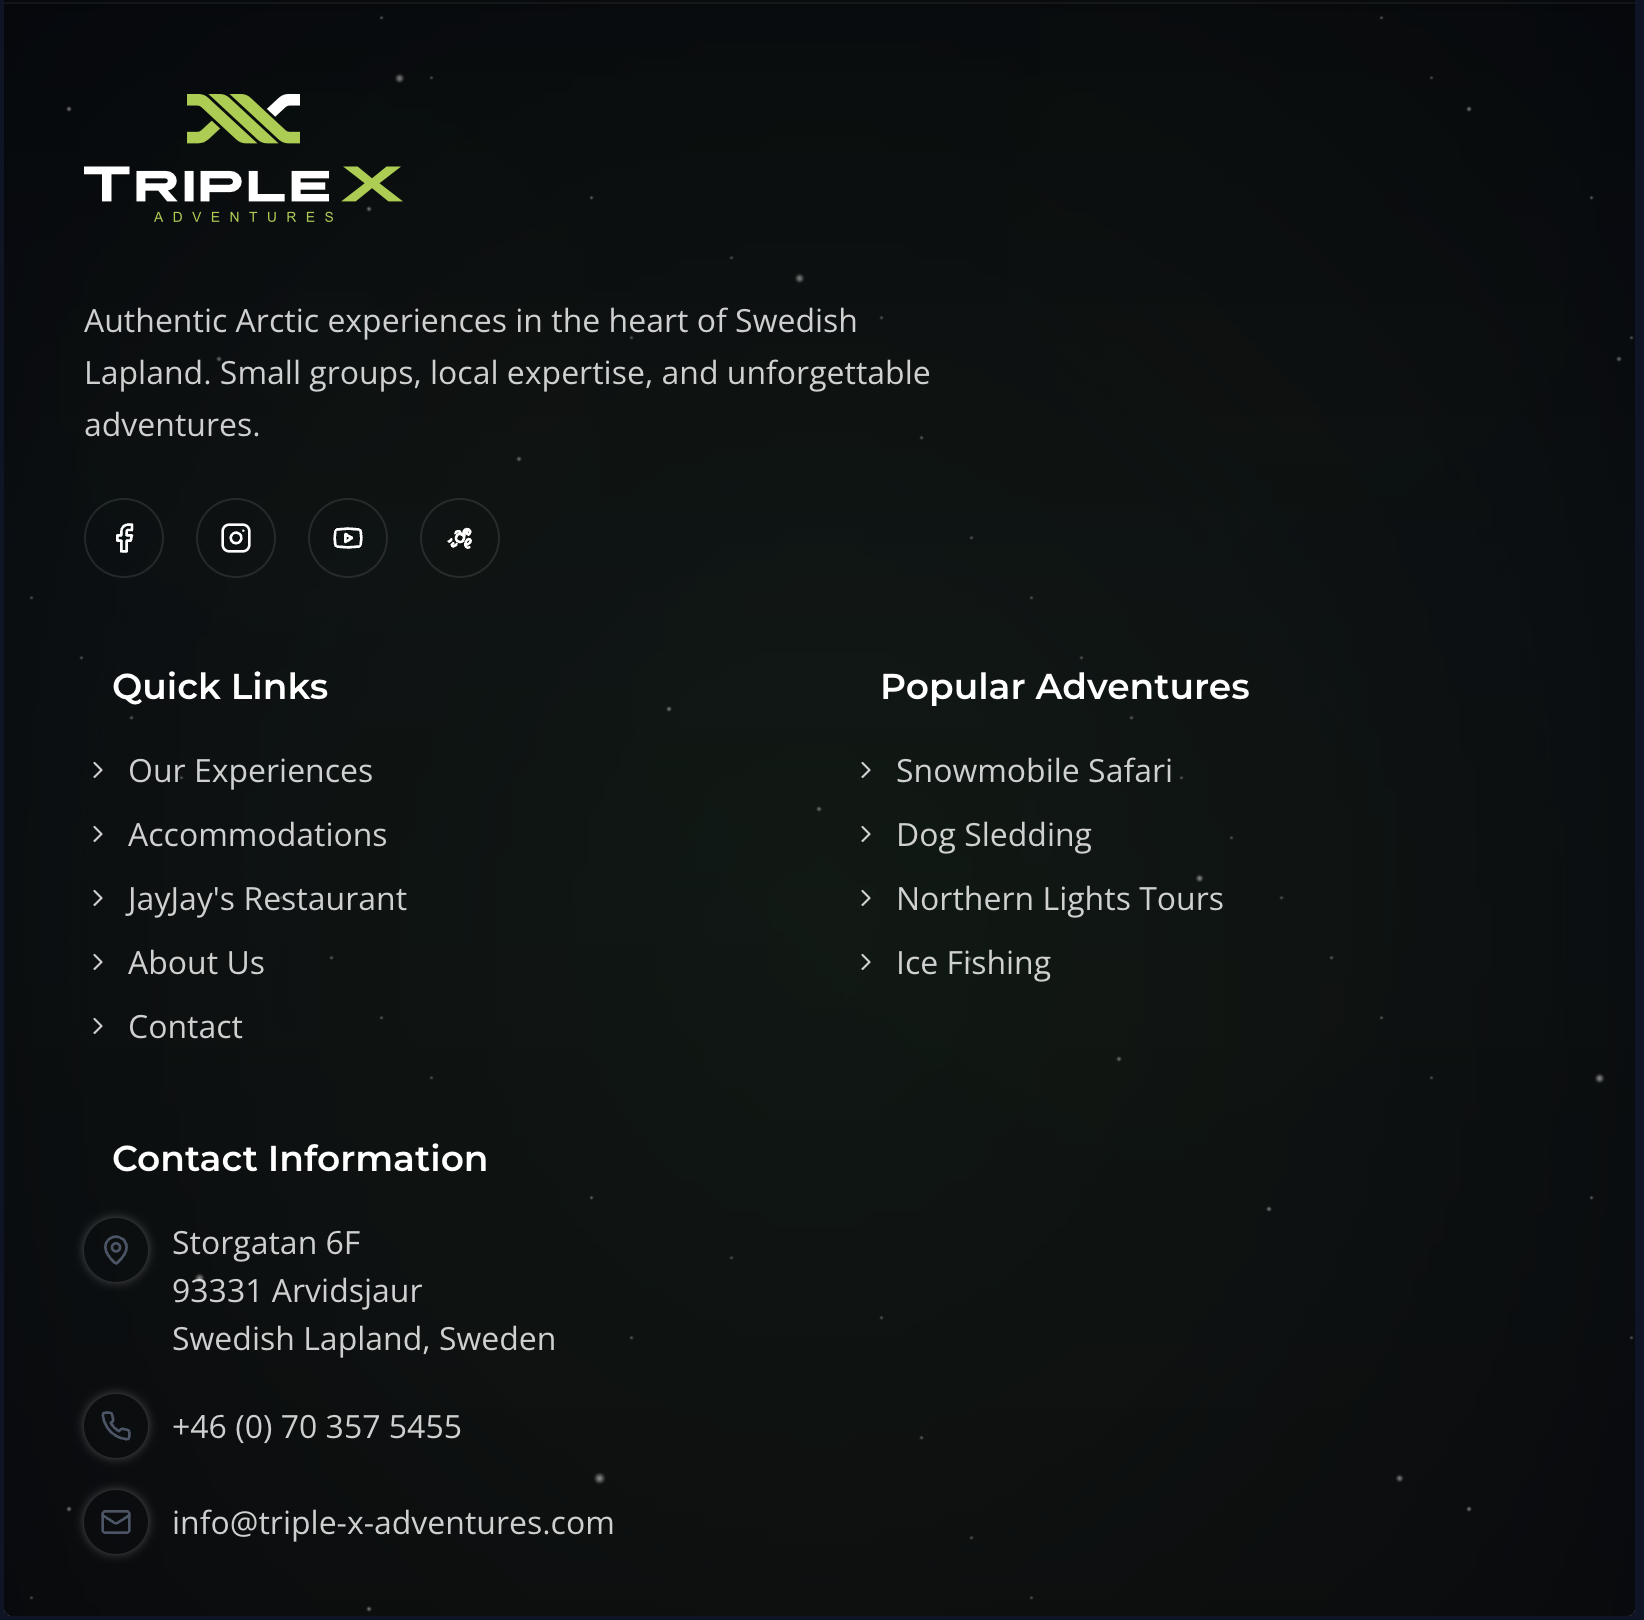 TRIPLE X
ADVENTURES
Authentic Arctic experiences in the heart of Swedish
Lapland. Small groups, local expertise, and unforgettable
adventures.
Quick Links
Our Experiences
Accommodations
JayJay's Restaurant
About Us
Contact
Popular Adventures
Snowmobile Safari
Dog Sledding
Northern Lights Tours
Ice Fishing
Contact Information
Storgatan 6F
93331 Arvidsjaur
Swedish Lapland, Sweden
+46 (0) 70 357 5455
info@triple-x-adventures.com